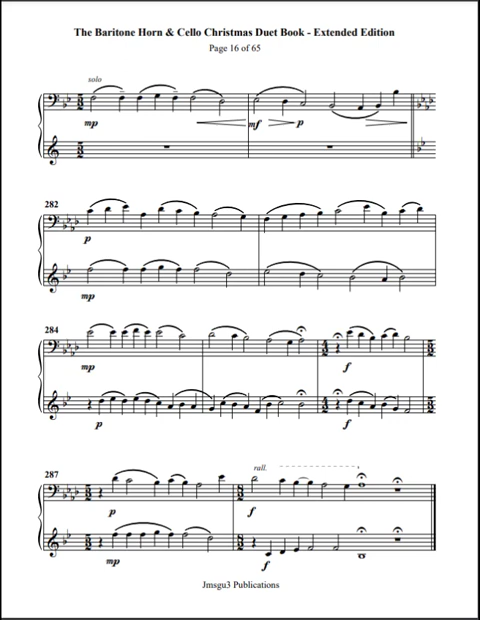 The Baritone Horn & Cello Christmas Duet Book - Extended Edition
Page 16 of 65
solo
mp
mf
p
282
p
mp
284
mp
f
p
f
287
rall.
p
f
mp
f
Jmsgu3 Publications